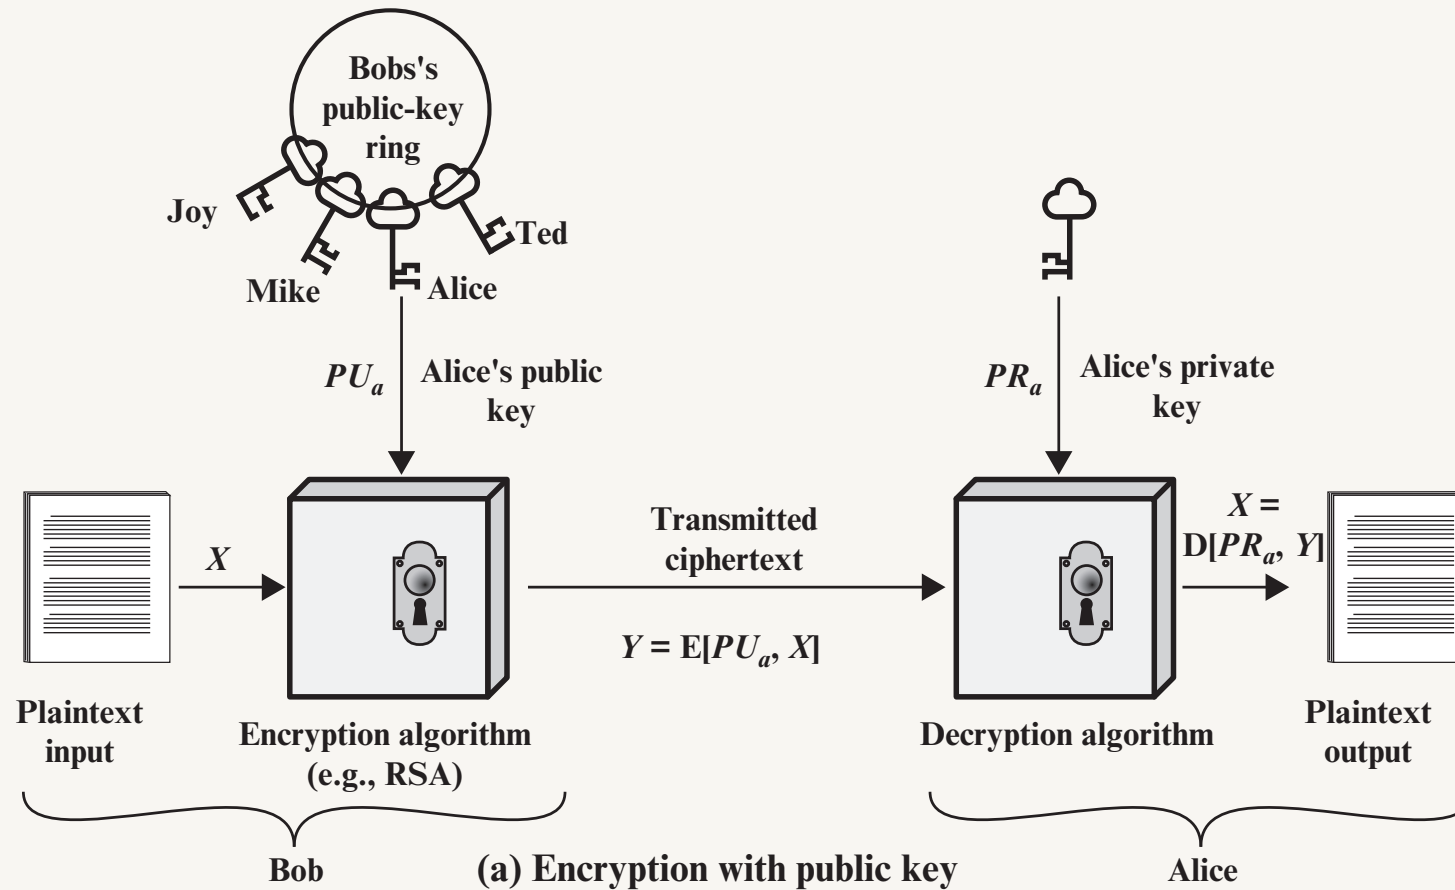 Bobs's
public-key
ring
Joy
Ted
Mike
Alice
PUa
Alice's public
key
PRa
Alice's private
key
X
Transmitted
ciphertext
Y = E[PUa, X]
X =
D[PRa, Y]
Plaintext
input
Encryption algorithm
(e.g., RSA)
Decryption algorithm
Plaintext
output
Bob
(a) Encryption with public key
Alice